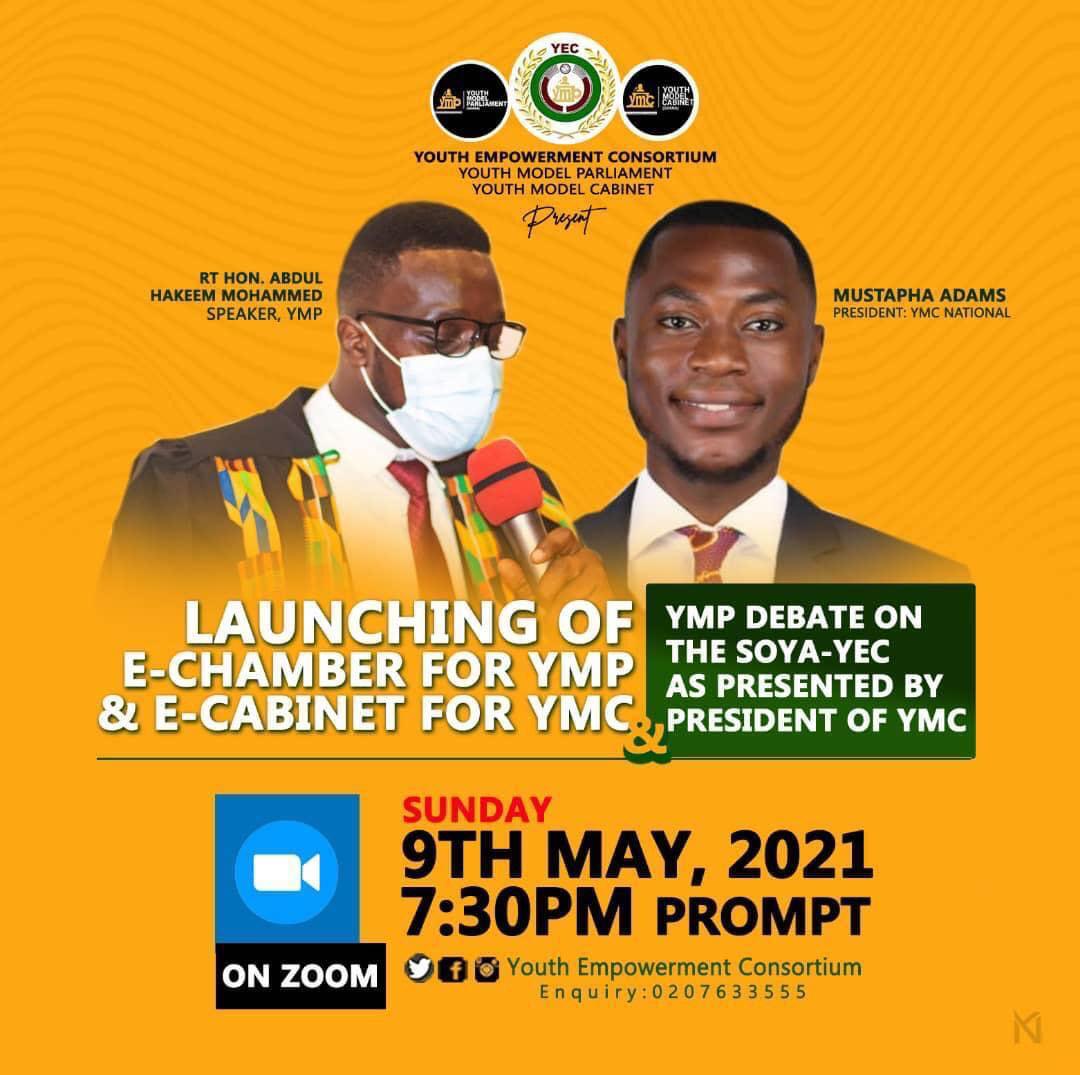 YEC
ymp
YOUTH
MODEL
PARLIAMENT
ymp
ymc
YOUTH
MODEL
CABINET
YOUTH EMPOWERMENT CONSORTIUM
YOUTH MODEL PARLIAMENT
YOUTH MODEL CABINET
Present
RT HON. ABDUL
HAKEEM MOHAMMED
SPEAKER, YMP
MUSTAPHA ADAMS
PRESIDENT: YMC NATIONAL
LAUNCHING OF
E-CHAMBER FOR YMP
& E-CABINET FOR YMC
&
YMP DEBATE ON
THE SOYA-YEC
AS PRESENTED BY
PRESIDENT OF YMC
SUNDAY
9TH MAY, 2021
7:30PM PROMPT
ON ZOOM
Youth Empowerment Consortium
Enquiry:0207633555